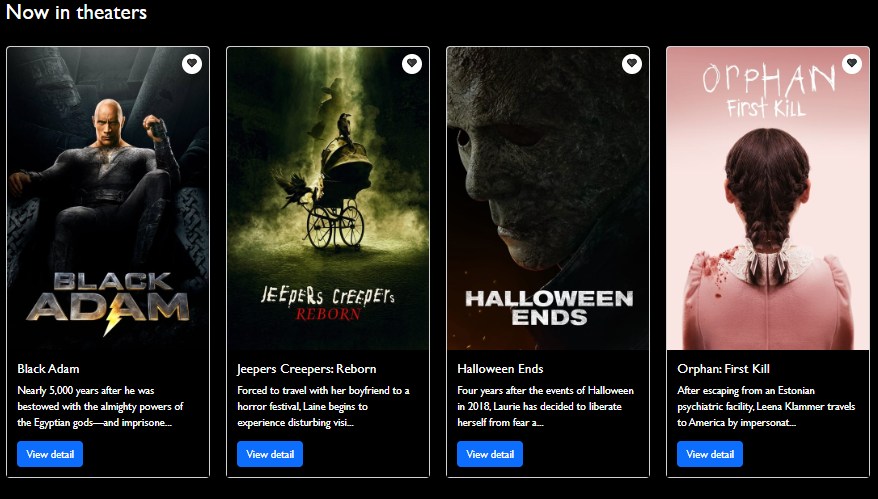 Now in theaters
BLACK
ADAM
JEEPERS CREEPERS
REBORN
HALLOWEEN
ENDS
ORPHAN
FIRST KILL
Black Adam
Nearly 5,000 years after he was
bestowed with the almighty powers of
the Egyptian gods—and imprisone...
View detail
Jeepers Creepers: Reborn
Forced to travel with her boyfriend to a
horror festival, Laine begins to
experience disturbing visi...
View detail
Halloween Ends
Four years after the events of Halloween
in 2018, Laurie has decided to liberate
herself from fear a...
View detail
Orphan: First Kill
After escaping from an Estonian
psychiatric facility, Leena Klammer travels
to America by impersonat...
View detail